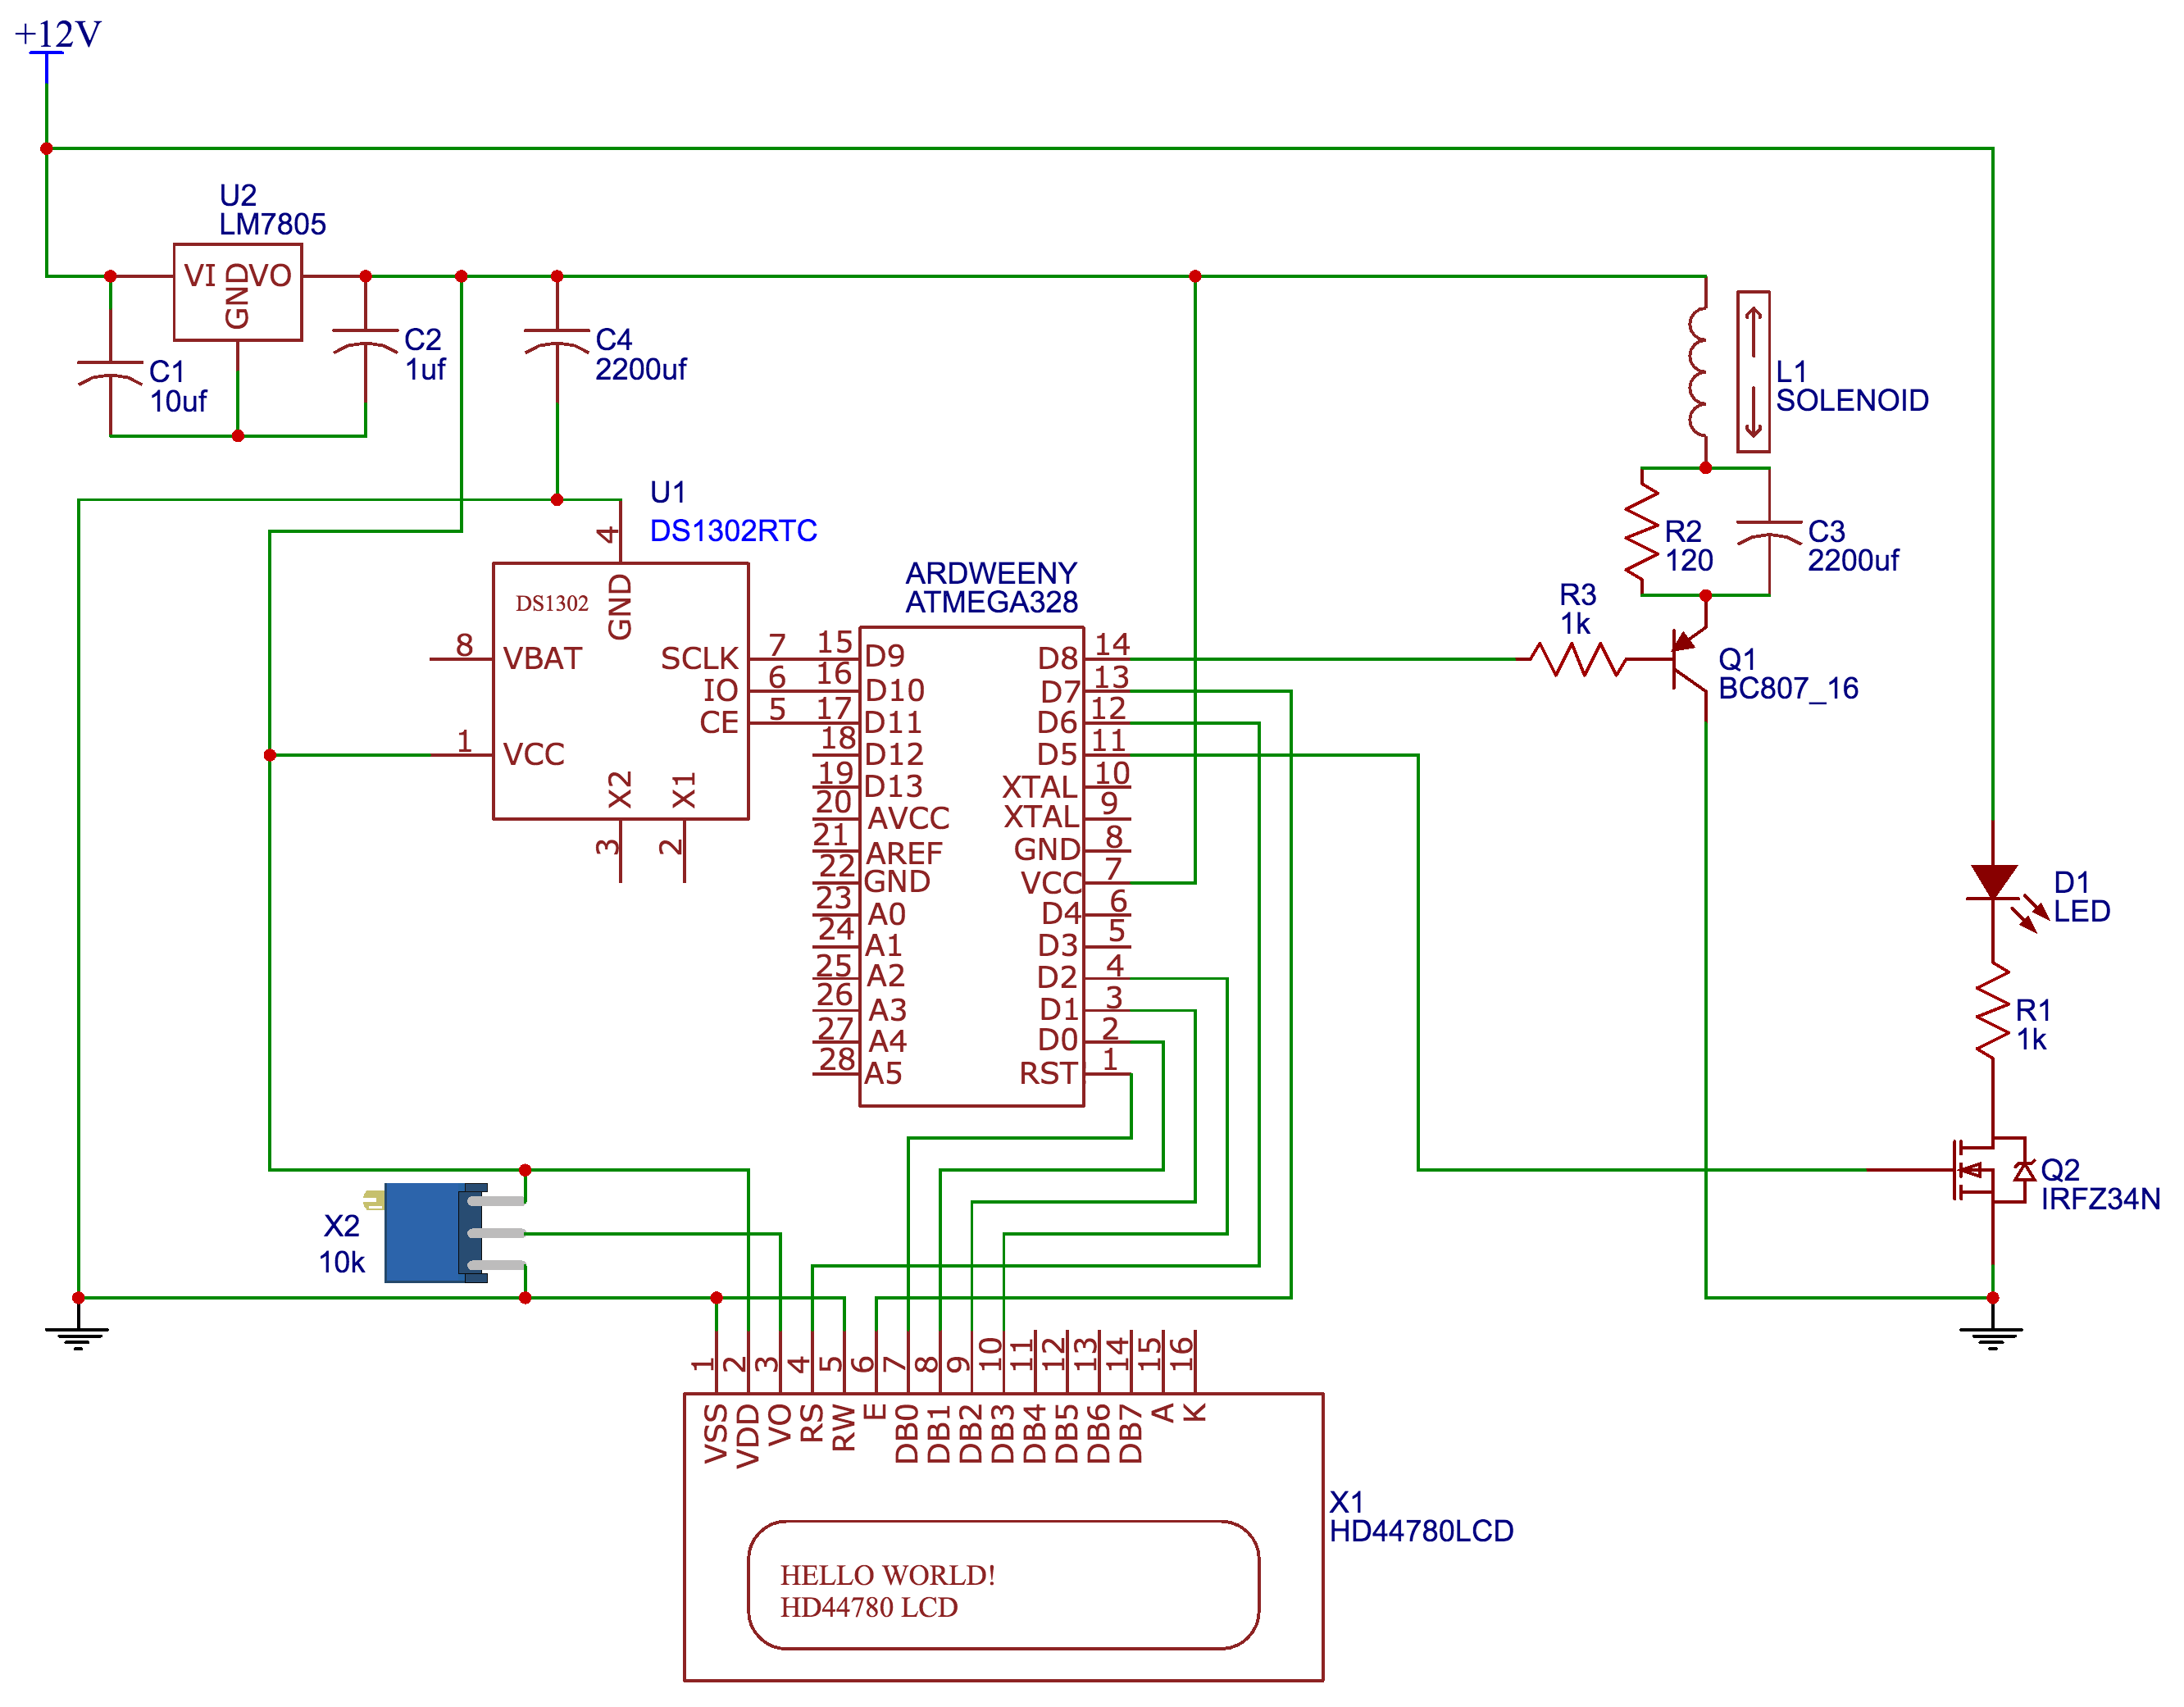 +12V
U2
LM7805
VI
GND
VO
C1
10uf
C2
1uf
C4
2200uf
L1
SOLENOID
R2
120
C3
2200uf
U1
DS1302RTC
4
DS1302
GND
8
VBAT
SCLK
7
IO
6
CE
5
1
VCC
X2
X1
3
2
ARDWEENY
ATMEGA328
15
D9
16
D10
17
D11
18
D12
19
D13
20
AVCC
21
AREF
22
GND
23
A0
24
A1
25
A2
26
A3
27
A4
28
A5
D8
14
D7
13
D6
12
D5
11
XTAL
10
XTAL
9
GND
8
VCC
7
D4
6
D3
5
D2
4
D1
3
D0
2
RST
1
R3
1k
Q1
BC807_16
D1
LED
R1
1k
Q2
IRFZ34N
X2
10k
1 2 3 4 5 6 7 8 9 10 11 12 13 14 15 16
VSS VDD VO RS RW E DB0 DB1 DB2 DB3 DB4 DB5 DB6 DB7 A K
X1
HD44780LCD
HELLO WORLD!
HD44780 LCD